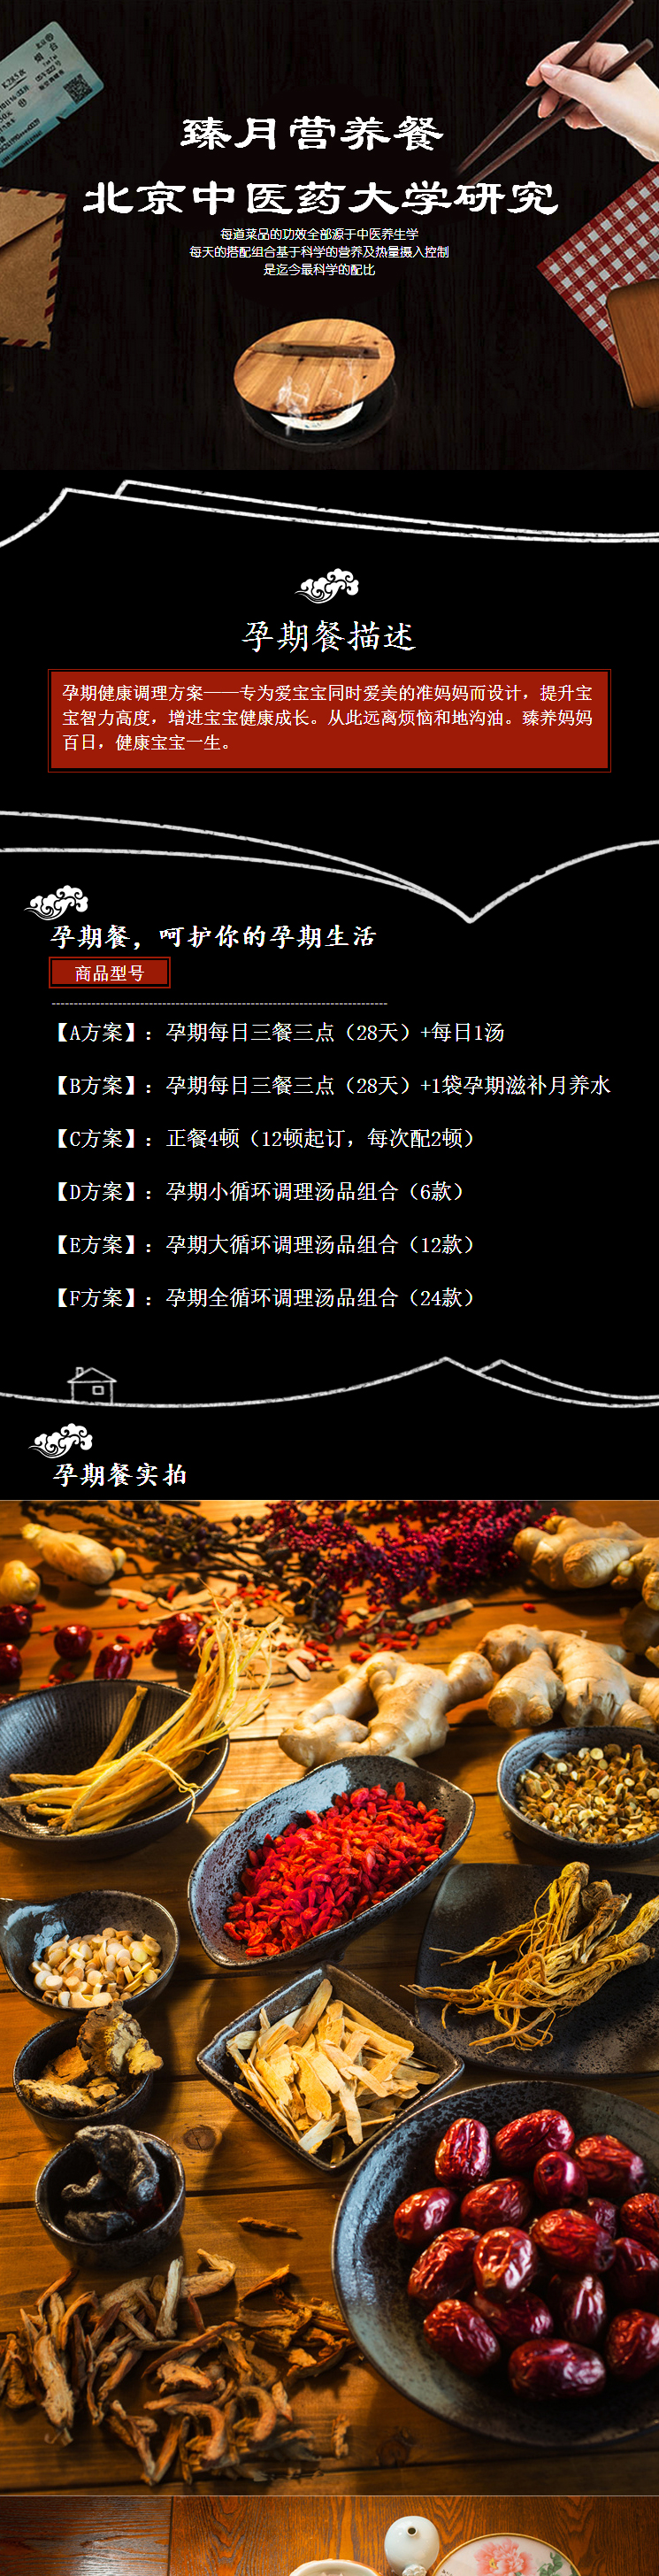 北京
烟台
K285次
臻月营养餐
北京中医药大学研究
每道菜品的功效全部源于中医养生学
每天的搭配组合基于科学的营养及热量摄入控制
是迄今最科学的配比
孕期餐描述
孕期健康调理方案——专为爱宝宝同时爱美的准妈妈而设计，提升宝
宝智力高度，增进宝宝健康成长。从此远离烦恼和地沟油。臻养妈妈
百日，健康宝宝一生。
孕期餐，呵护你的孕期生活
商品型号
【A方案】：孕期每日三餐三点（28天）+每日1汤
【B方案】：孕期每日三餐三点（28天）+1袋孕期滋补月养水
【C方案】：正餐4顿（12顿起订，每次配2顿）
【D方案】：孕期小循环调理汤品组合（6款）
【E方案】：孕期大循环调理汤品组合（12款）
【F方案】：孕期全循环调理汤品组合（24款）
孕期餐实拍